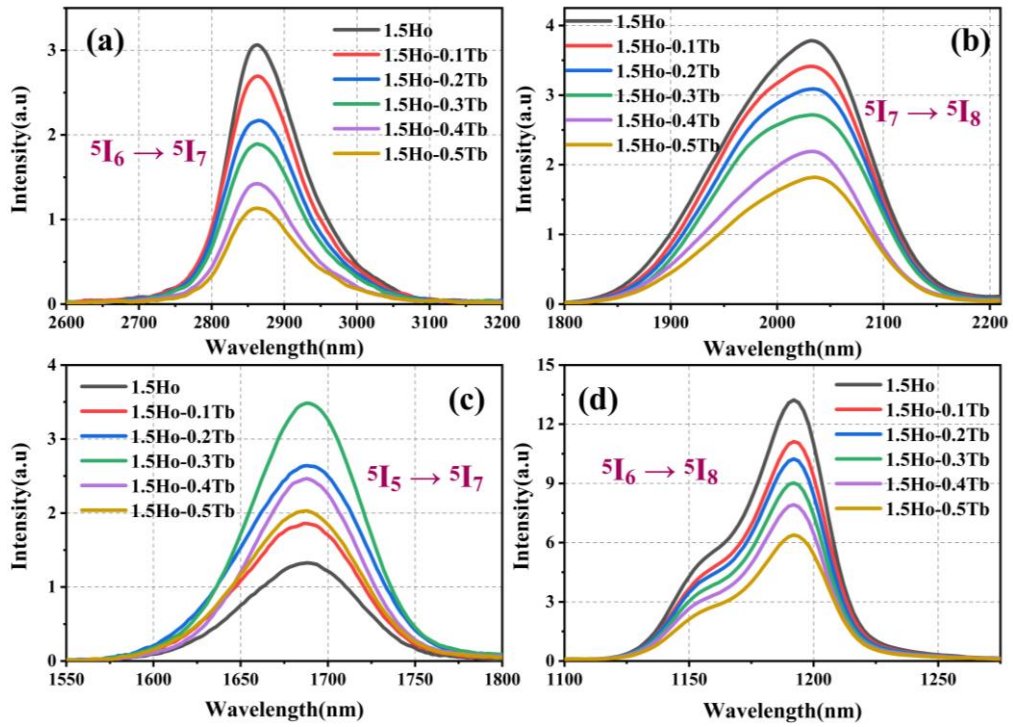 (a)
1.5Ho
1.5Ho-0.1Tb
1.5Ho-0.2Tb
1.5Ho-0.3Tb
1.5Ho-0.4Tb
1.5Ho-0.5Tb
⁵I₆ → ⁵I₇
Intensity(a.u)
3
2
1
0
2600 2700 2800 2900 3000 3100 3200
Wavelength(nm)
(b)
1.5Ho
1.5Ho-0.1Tb
1.5Ho-0.2Tb
1.5Ho-0.3Tb
1.5Ho-0.4Tb
1.5Ho-0.5Tb
⁵I₇ → ⁵I₈
Intensity(a.u)
4
3
2
1
0
1800 1900 2000 2100 2200
Wavelength(nm)
(c)
1.5Ho
1.5Ho-0.1Tb
1.5Ho-0.2Tb
1.5Ho-0.3Tb
1.5Ho-0.4Tb
1.5Ho-0.5Tb
⁵I₅ → ⁵I₇
Intensity(a.u)
4
3
2
1
0
1550 1600 1650 1700 1750 1800
Wavelength(nm)
(d)
1.5Ho
1.5Ho-0.1Tb
1.5Ho-0.2Tb
1.5Ho-0.3Tb
1.5Ho-0.4Tb
1.5Ho-0.5Tb
⁵I₆ → ⁵I₈
Intensity(a.u)
15
12
9
6
3
0
1100 1150 1200 1250
Wavelength(nm)